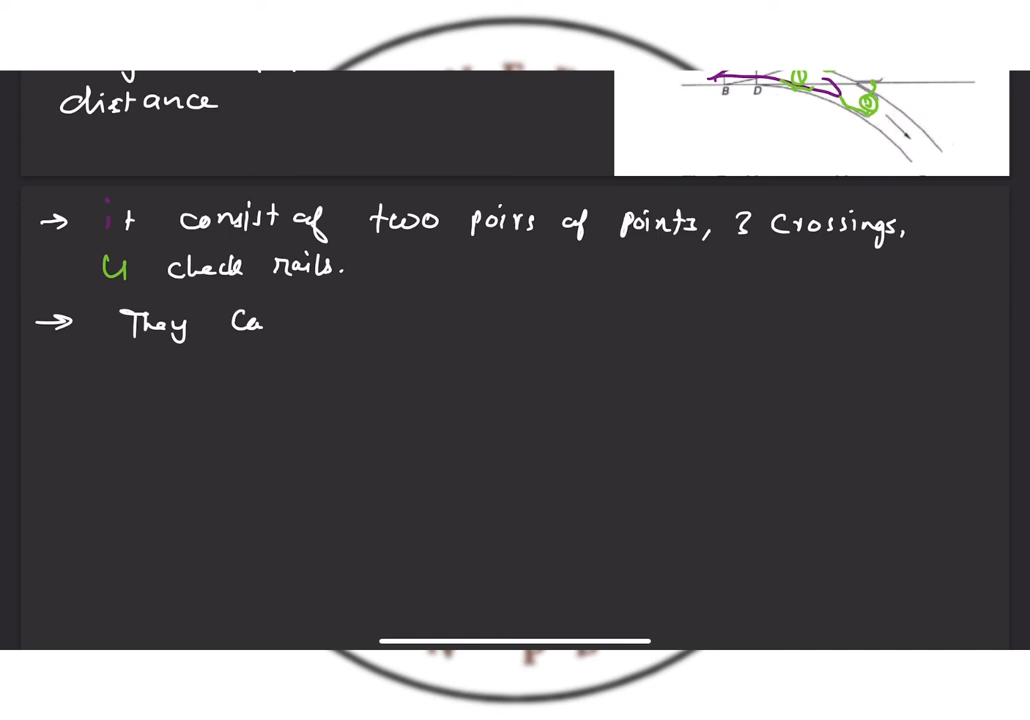 distance
B D
→ it consist of two pairs of points, 3 crossings,
4 check rails.
→ They Ca